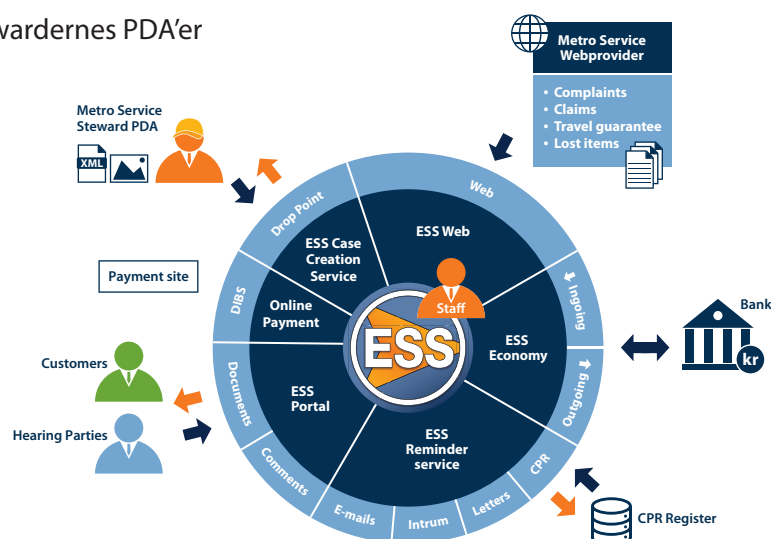 wardernes PDA'er
Metro Service
Webprovider
• Complaints
• Claims
• Travel guarantee
• Lost items
Metro Service
Steward PDA
XML
Drop Point
Web
ESS Case
Creation
Service
ESS Web
Staff
Payment site
DIBS
Online
Payment
ESS
ESS
Economy
Ingoing
Outgoing
Bank
kr
Customers
Hearing Parties
Documents
ESS
Portal
Comments
ESS
Reminder
service
E-mails
Intrum
Letters
CPR
CPR Register